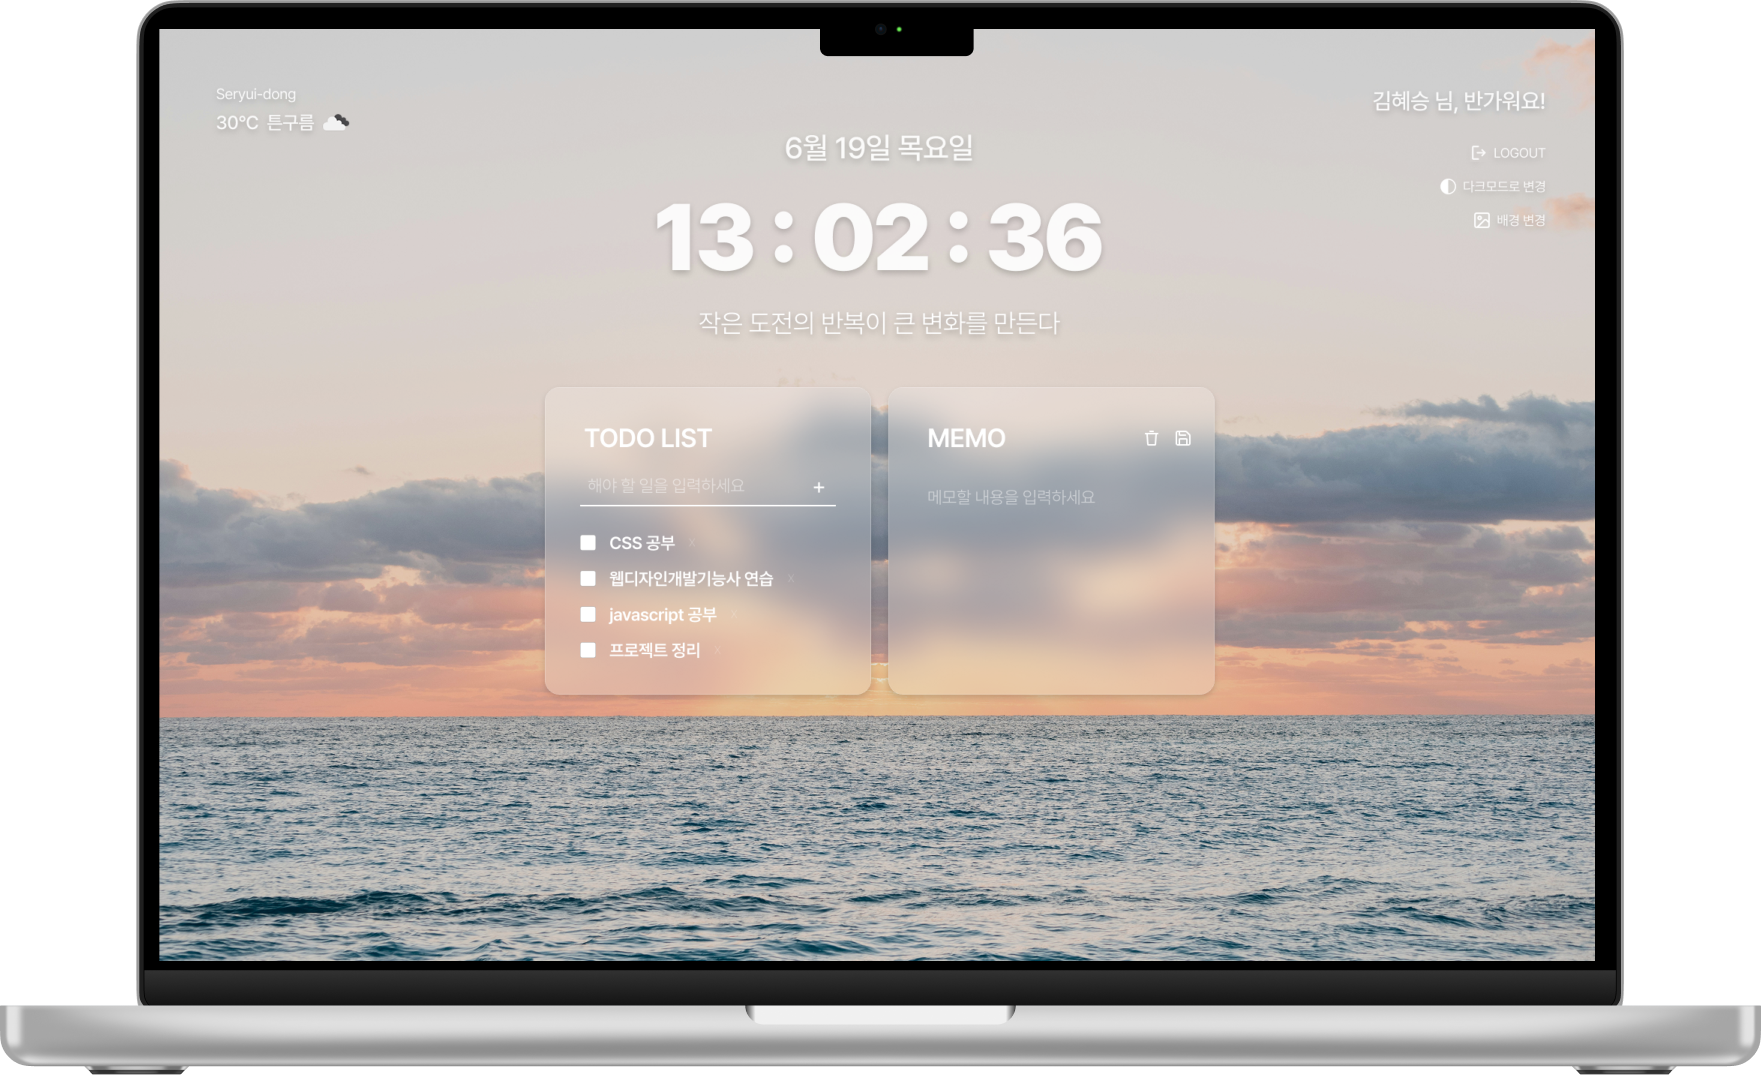 Seryui-dong
30°C 튼구름
김혜승 님, 반가워요!
LOGOUT
다크모드로 변경
배경 변경
6월 19일 목요일
13 : 02 : 36
작은 도전의 반복이 큰 변화를 만든다
TODO LIST
해야 할 일을 입력하세요 +
CSS 공부 X
웹디자인개발기능사 연습 X
javascript 공부
프로젝트 정리 X
MEMO
메모할 내용을 입력하세요